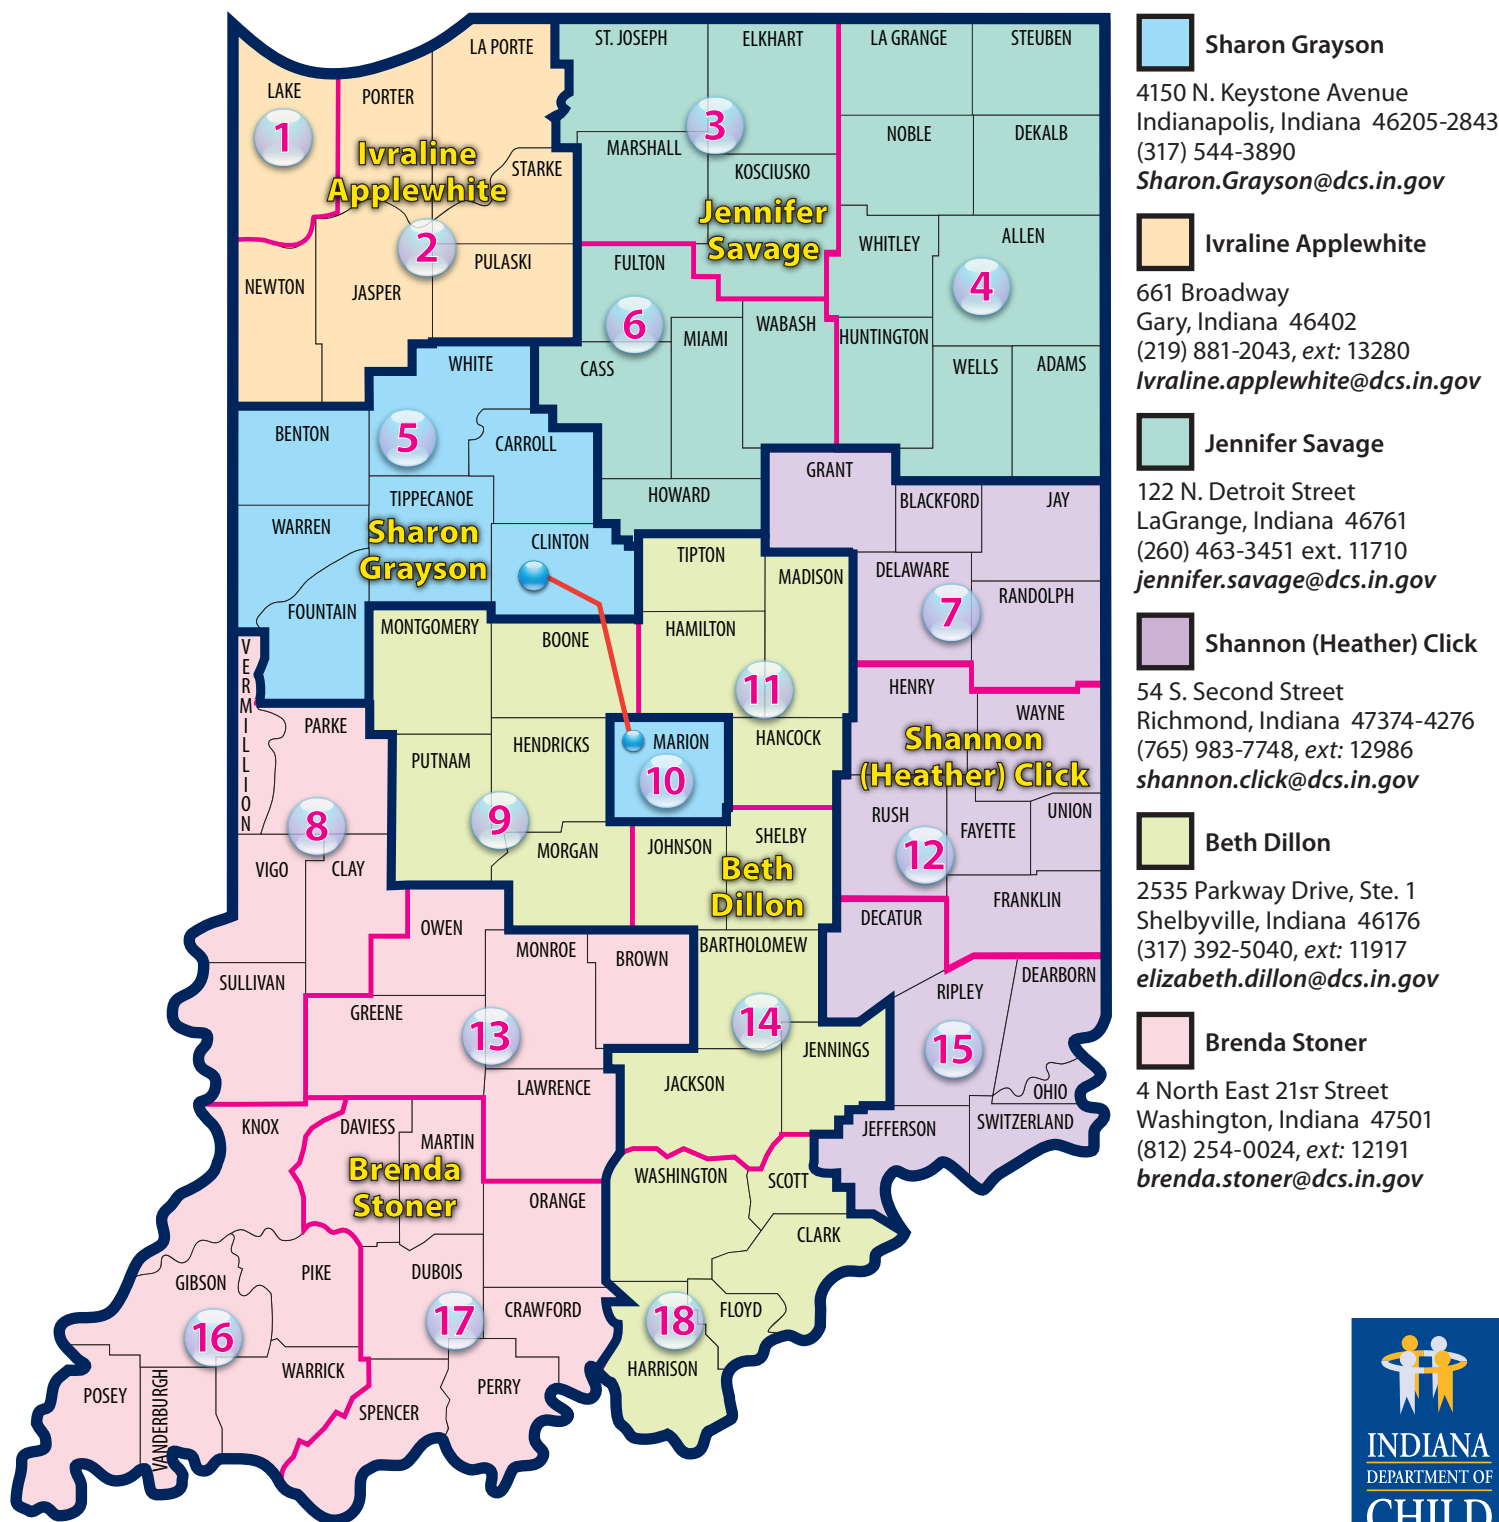 LAKE
1
PORTER
LA PORTE
Ivraline
Applewhite
STARKE
2
NEWTON
JASPER
PULASKI
ST. JOSEPH
ELKHART
3
MARSHALL
KOSCIUSKO
Jennifer
Savage
LA GRANGE
STEUBEN
NOBLE
DEKALB
WHITLEY
ALLEN
4
HUNTINGTON
WELLS
ADAMS
FULTON
6
MIAMI
WABASH
CASS
HOWARD
WHITE
BENTON
5
CARROLL
TIPPECANOE
WARREN
Sharon
Grayson
CLINTON
FOUNTAIN
GRANT
BLACKFORD
JAY
DELAWARE
7
RANDOLPH
TIPTON
MADISON
HAMILTON
11
HANCOCK
MONTGOMERY
BOONE
PUTNAM
HENDRICKS
9
MORGAN
MARION
10
HENRY
WAYNE
Shannon
(Heather) Click
RUSH
FAYETTE
UNION
12
FRANKLIN
DECATUR
VERMILLION
PARKE
8
VIGO
CLAY
SULLIVAN
JOHNSON
SHELBY
Beth
Dillon
OWEN
MONROE
BROWN
GREENE
13
LAWRENCE
BARTHOLOMEW
14
JENNINGS
JACKSON
RIPLEY
DEARBORN
15
OHIO
JEFFERSON
SWITZERLAND
KNOX
DAVIESS
MARTIN
Brenda
Stoner
ORANGE
WASHINGTON
SCOTT
CLARK
GIBSON
PIKE
DUBOIS
CRAWFORD
16
17
18
FLOYD
HARRISON
WARRICK
POSEY
VANDERBURGH
SPENCER
PERRY
Sharon Grayson
4150 N. Keystone Avenue
Indianapolis, Indiana 46205-2843
(317) 544-3890
Sharon.Grayson@dcs.in.gov
Ivraline Applewhite
661 Broadway
Gary, Indiana 46402
(219) 881-2043, ext: 13280
Ivraline.applewhite@dcs.in.gov
Jennifer Savage
122 N. Detroit Street
LaGrange, Indiana 46761
(260) 463-3451 ext. 11710
jennifer.savage@dcs.in.gov
Shannon (Heather) Click
54 S. Second Street
Richmond, Indiana 47374-4276
(765) 983-7748, ext: 12986
shannon.click@dcs.in.gov
Beth Dillon
2535 Parkway Drive, Ste. 1
Shelbyville, Indiana 46176
(317) 392-5040, ext: 11917
elizabeth.dillon@dcs.in.gov
Brenda Stoner
4 North East 21ST Street
Washington, Indiana 47501
(812) 254-0024, ext: 12191
brenda.stoner@dcs.in.gov
INDIANA
DEPARTMENT OF
CHILD